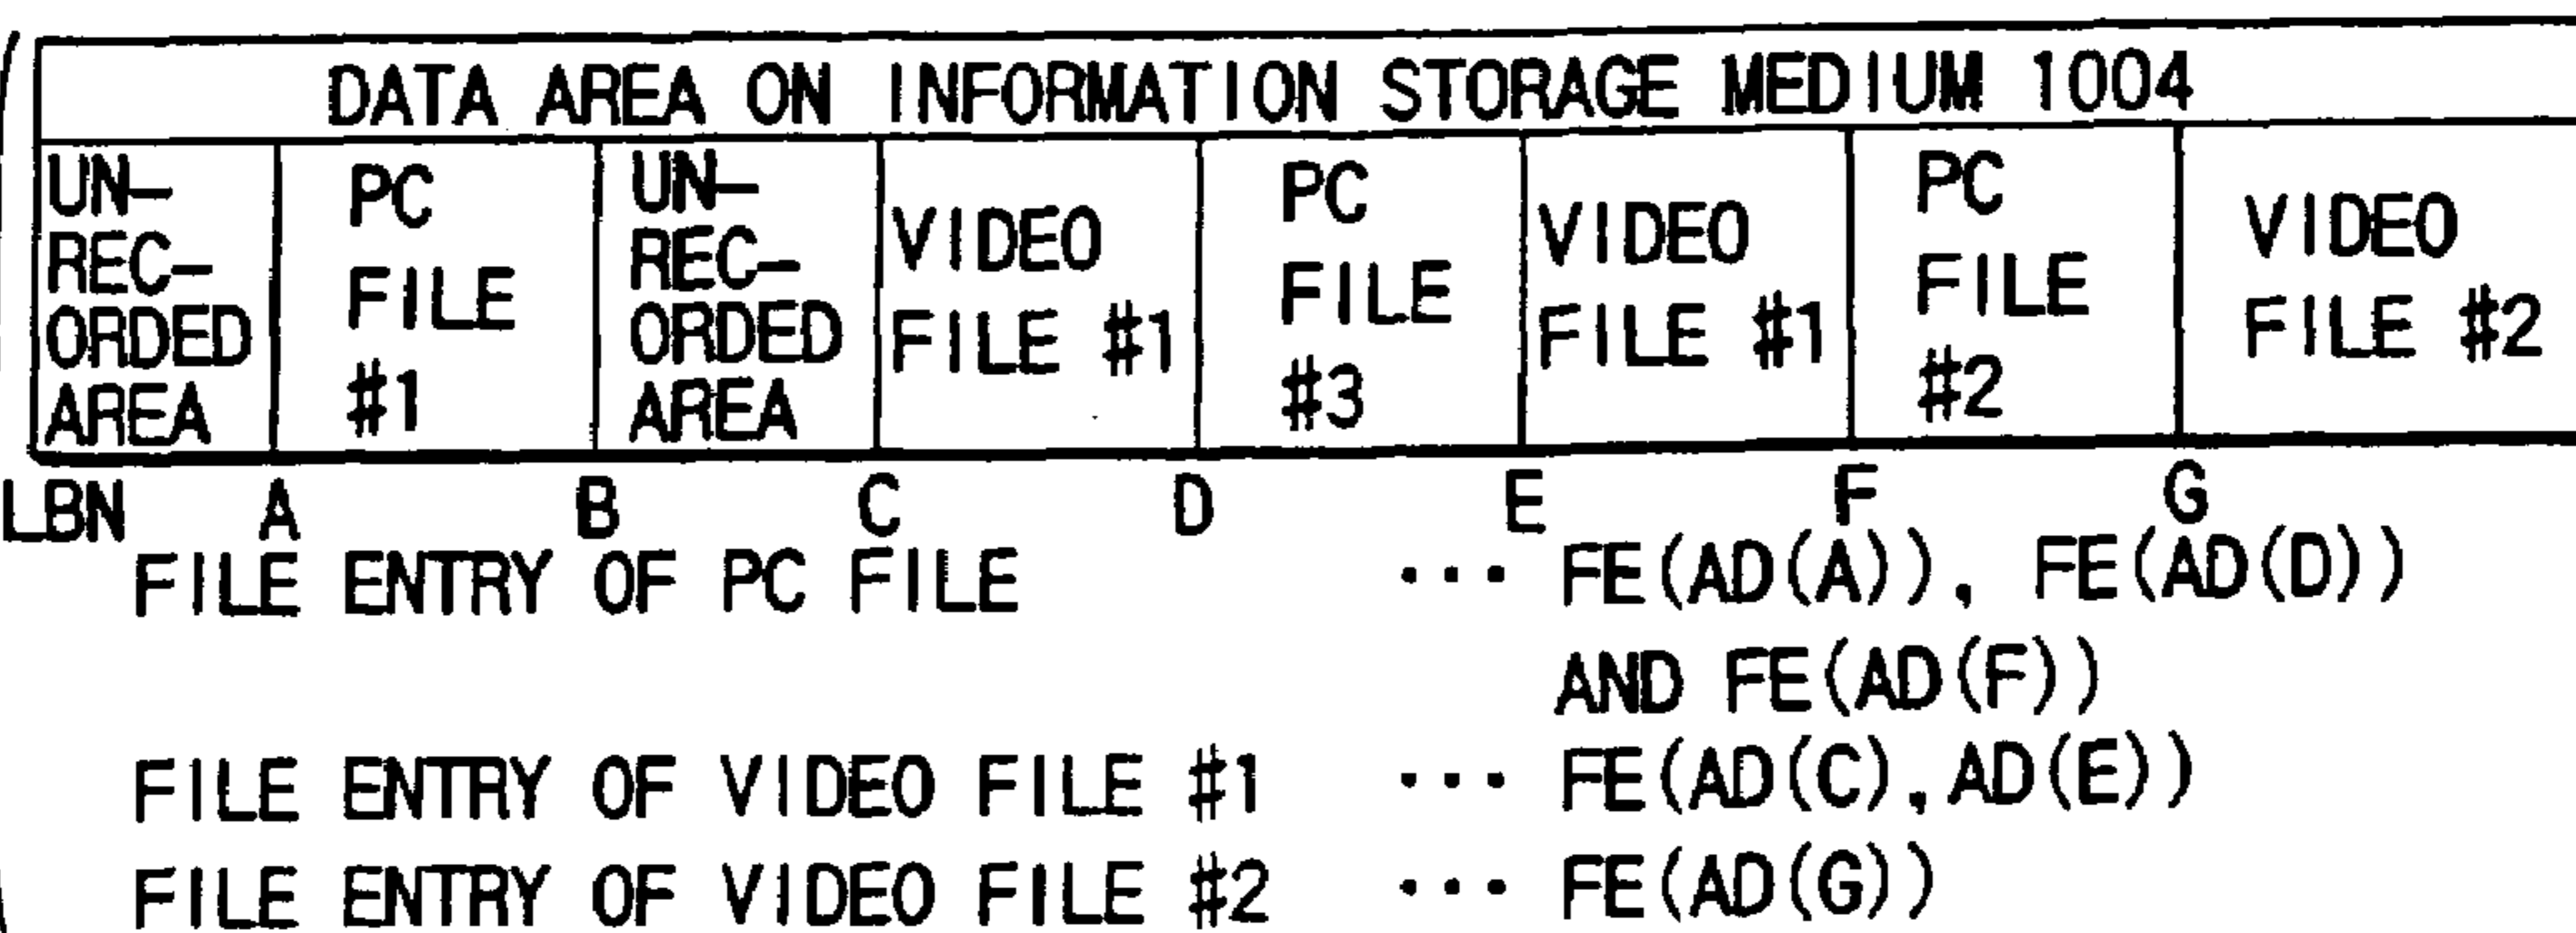 DATA AREA ON INFORMATION STORAGE MEDIUM 1004
UN-
REC-
ORDED
AREA
PC
FILE
#1
UN-
REC-
ORDED
AREA
VIDEO
FILE #1
PC
FILE
#3
VIDEO
FILE #1
PC
FILE
#2
VIDEO
FILE #2
LBN A B C D E F G
FILE ENTRY OF PC FILE ··· FE(AD(A)), FE(AD(D))
AND FE(AD(F))
FILE ENTRY OF VIDEO FILE #1 ··· FE(AD(C),AD(E))
FILE ENTRY OF VIDEO FILE #2 ··· FE(AD(G))